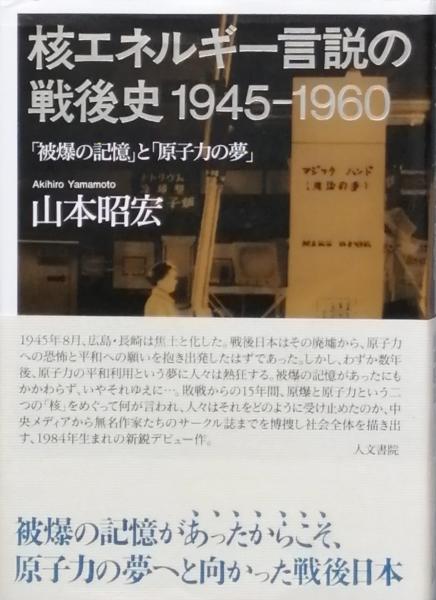 核エネルギー言説の
戦後史1945–1960
「被爆の記憶」と「原子力の夢」
Akihiro Yamamoto
山本昭宏
マジック ハンド
(魔法の手)
1945年8月、広島・長崎は焦土と化した。戦後日本はその廃墟から、原子力
への恐怖と平和への願いを抱き出発したはずであった。しかし、わずか数年
後、原子力の平和利用という夢に人々は熱狂する。被爆の記憶があったにも
かかわらず、いやそれゆえに…。敗戦からの15年間、原爆と原子力という二
つの「核」をめぐって何が言われ、人々はそれをどのように受け止めたのか、中
央メディアから無名作家たちのサークル誌までを博捜し社会全体を描き出
す、1984年生まれの新鋭デビュー作。
人文書院
被爆の記憶があったからこそ、
原子力の夢へと向かった戦後日本